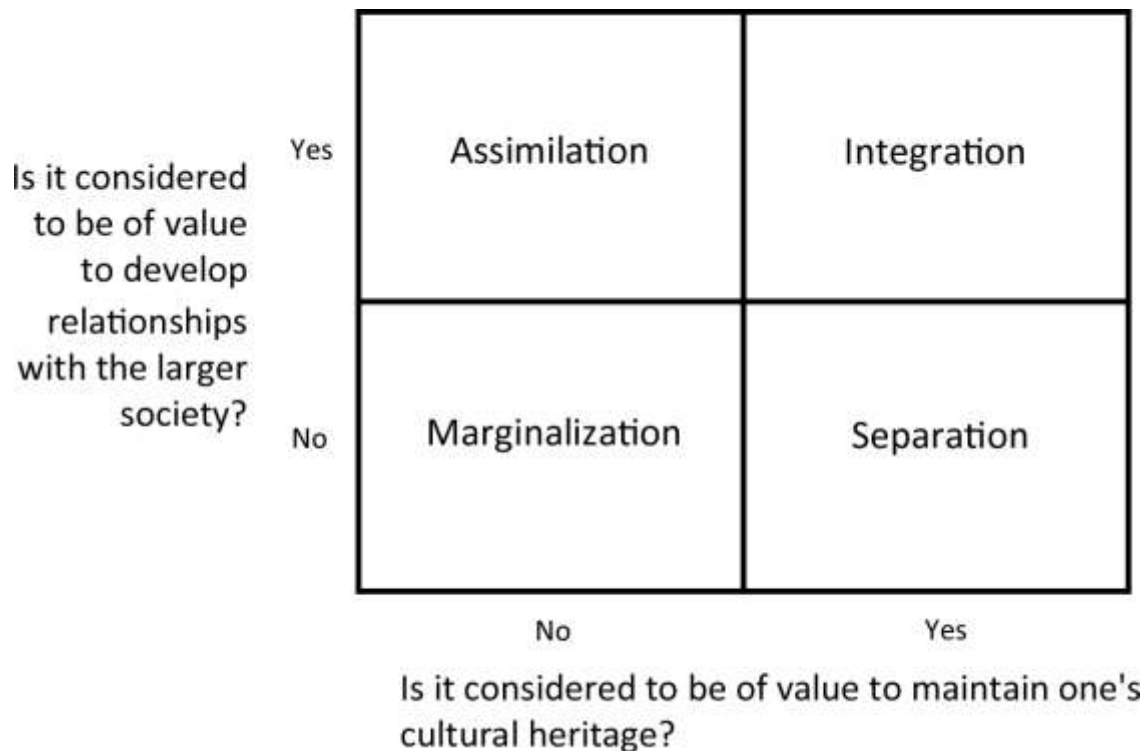 Is it considered
to be of value
to develop
relationships
with the larger
society?
Yes
Assimilation
Integration
No
Marginalization
Separation
No
Yes
Is it considered to be of value to maintain one's
cultural heritage?